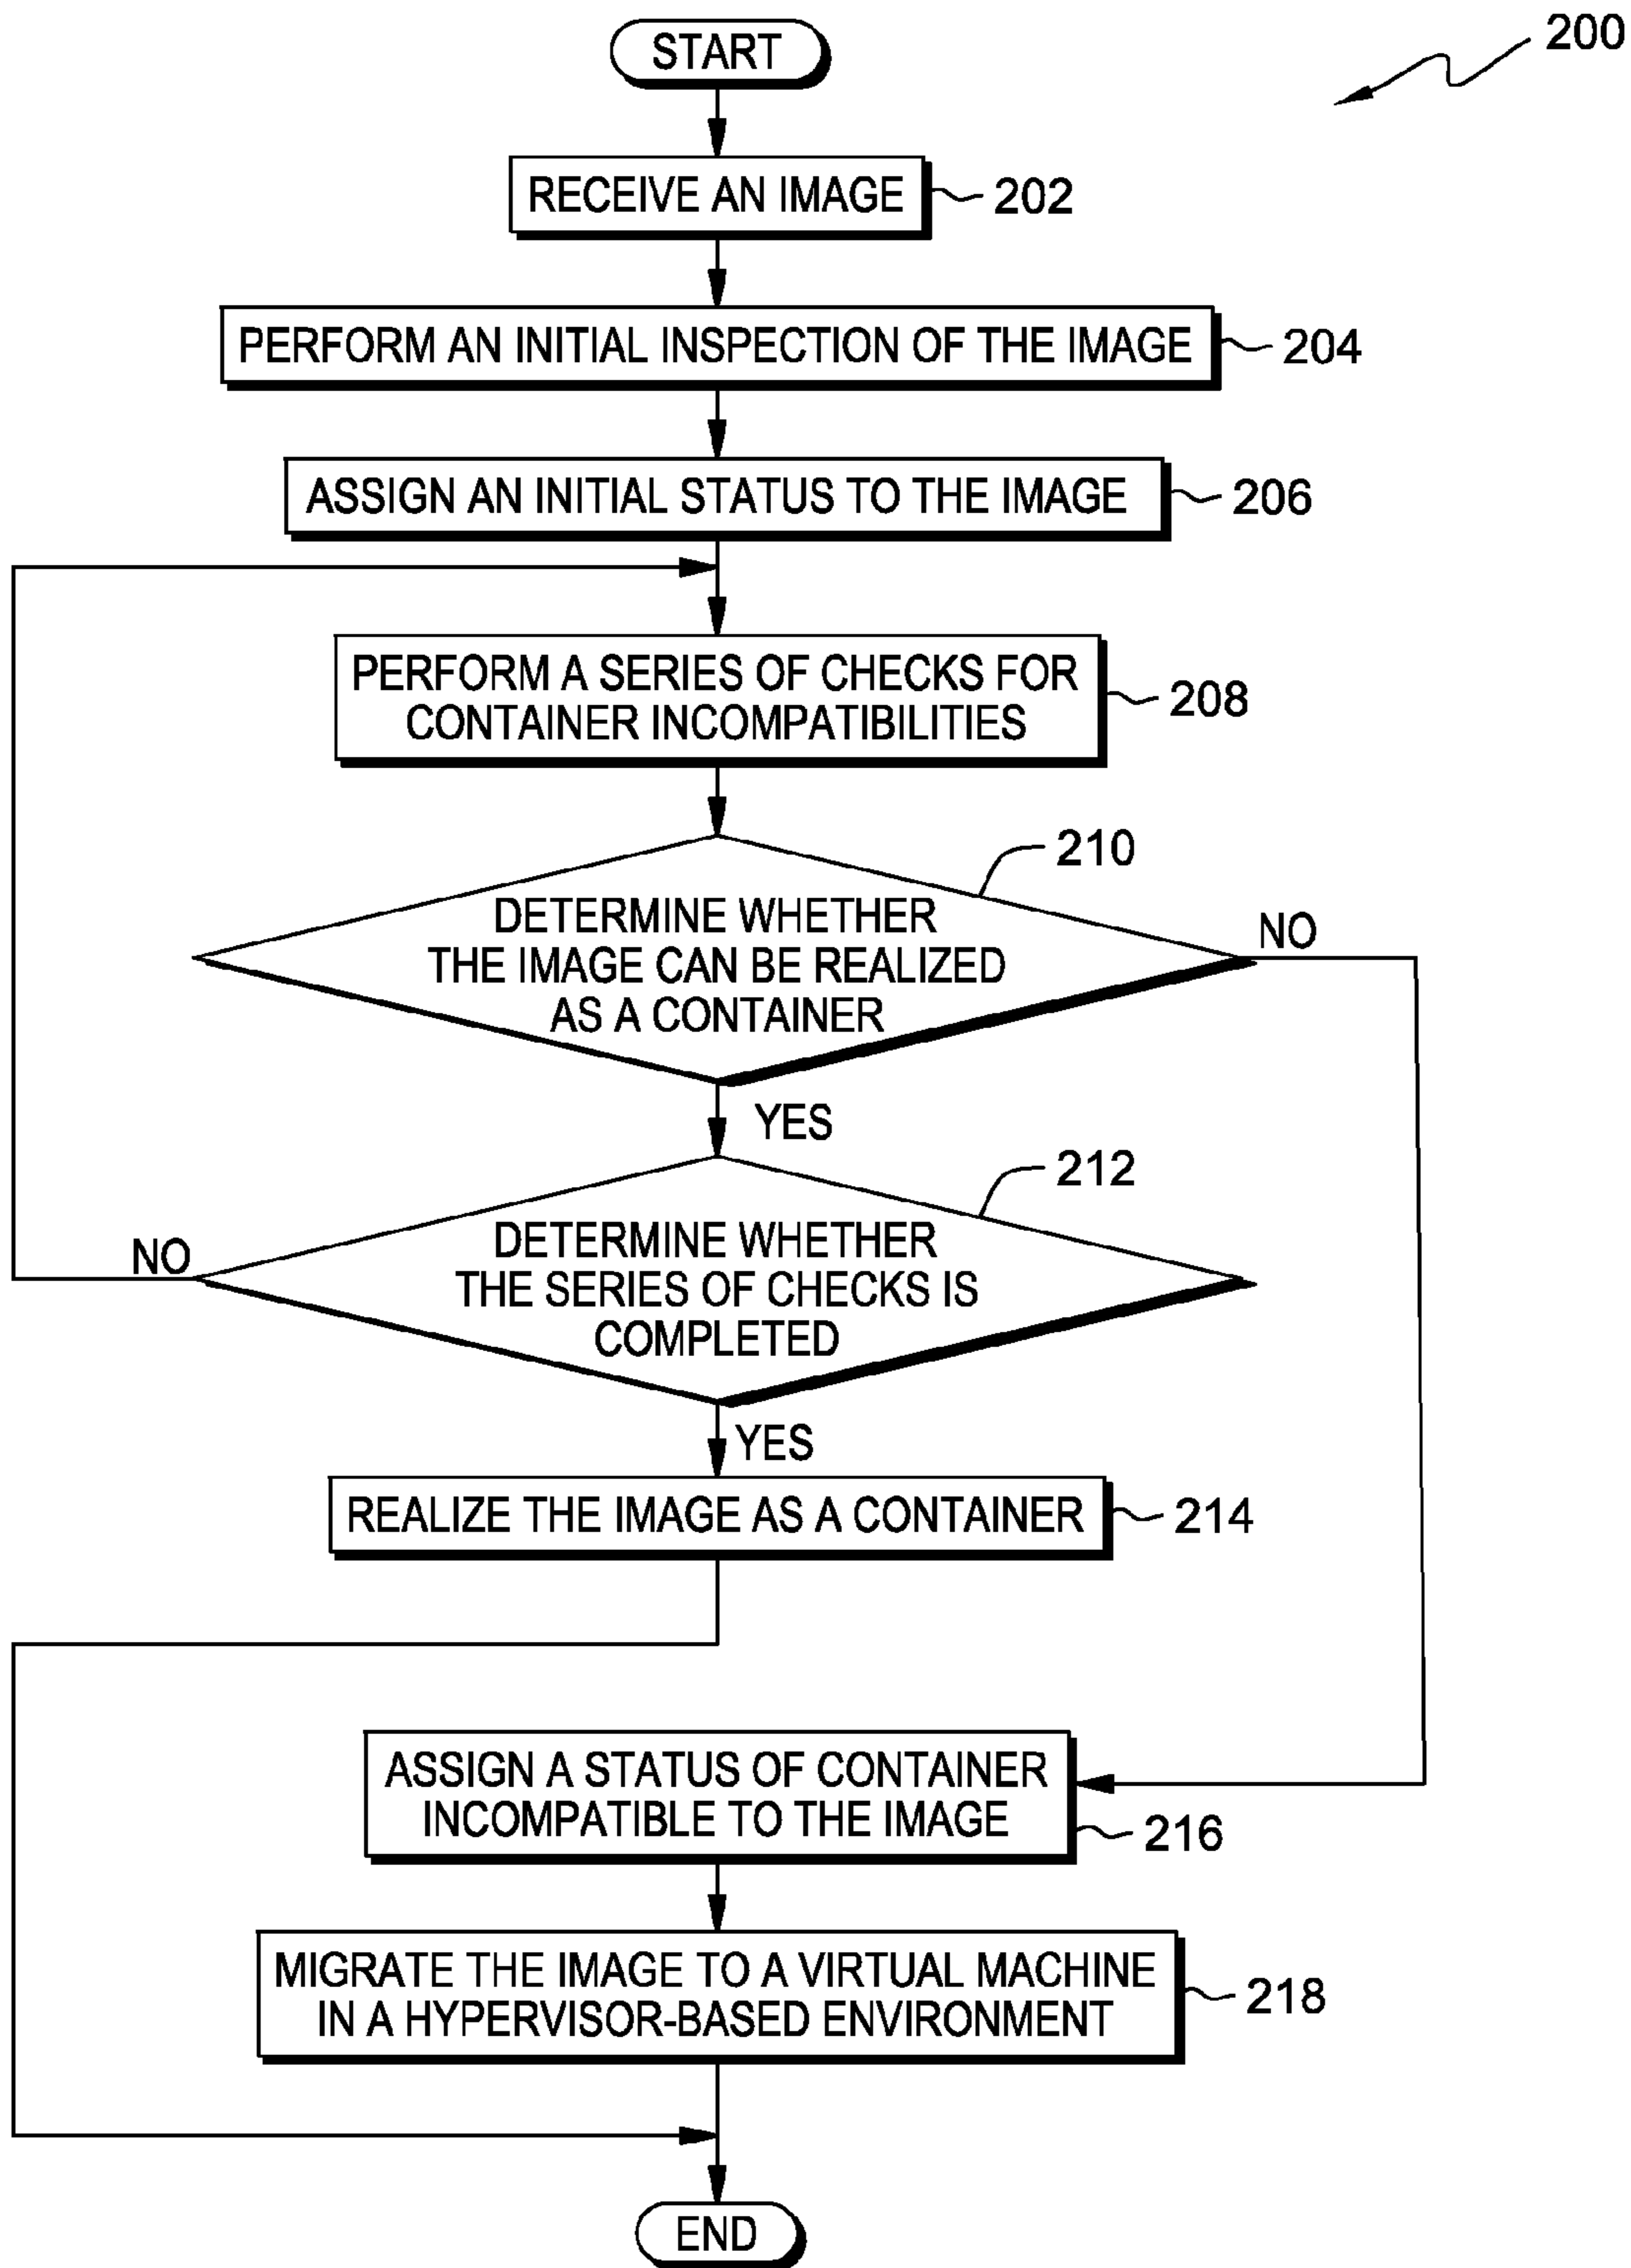 START
200
RECEIVE AN IMAGE
202
PERFORM AN INITIAL INSPECTION OF THE IMAGE
204
ASSIGN AN INITIAL STATUS TO THE IMAGE
206
PERFORM A SERIES OF CHECKS FOR
CONTAINER INCOMPATIBILITIES
208
210
DETERMINE WHETHER
THE IMAGE CAN BE REALIZED
AS A CONTAINER
NO
YES
212
DETERMINE WHETHER
THE SERIES OF CHECKS IS
COMPLETED
NO
YES
REALIZE THE IMAGE AS A CONTAINER
214
ASSIGN A STATUS OF CONTAINER
INCOMPATIBLE TO THE IMAGE
216
MIGRATE THE IMAGE TO A VIRTUAL MACHINE
IN A HYPERVISOR-BASED ENVIRONMENT
218
END